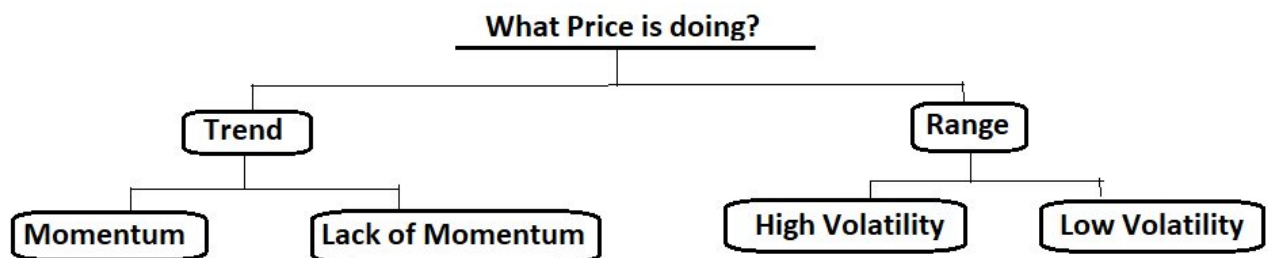 What Price is doing?
Trend
Range
Momentum
Lack of Momentum
High Volatility
Low Volatility